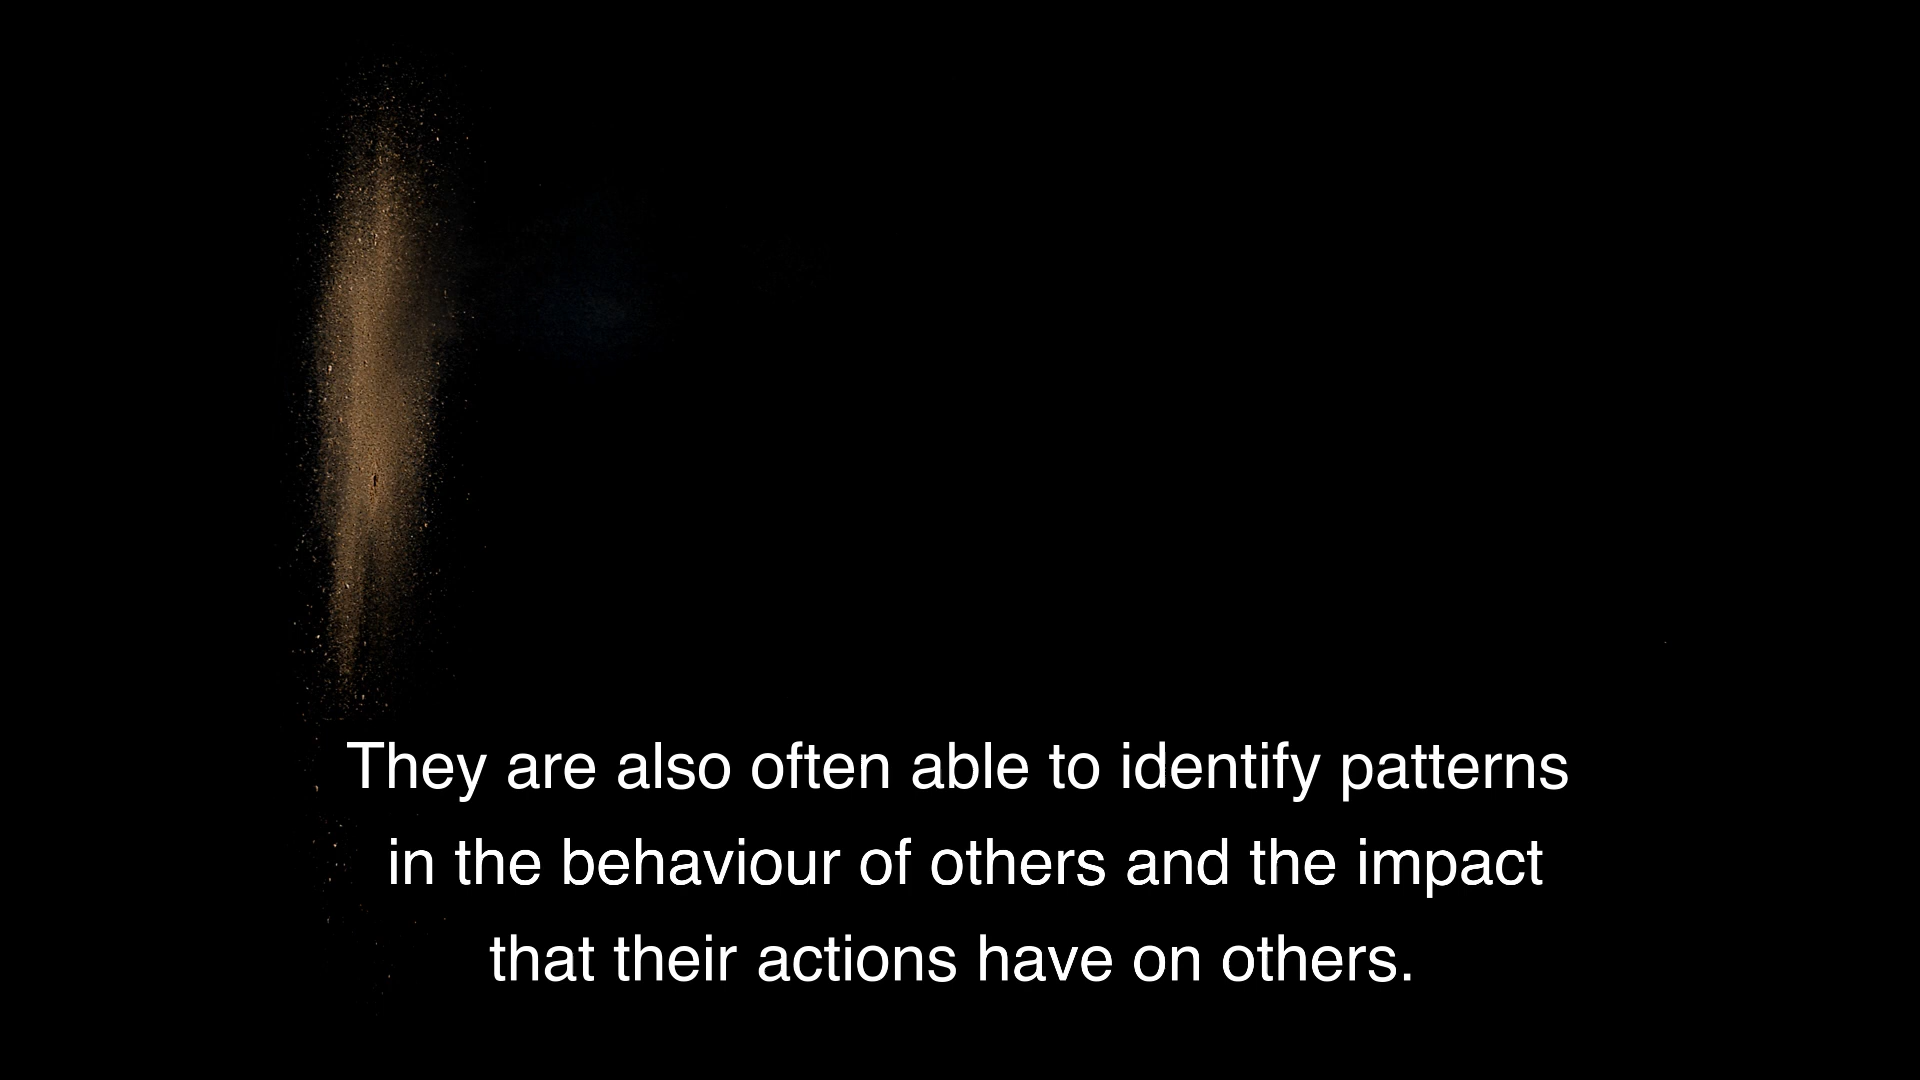 They are also often able to identify patterns
in the behaviour of others and the impact
that their actions have on others.